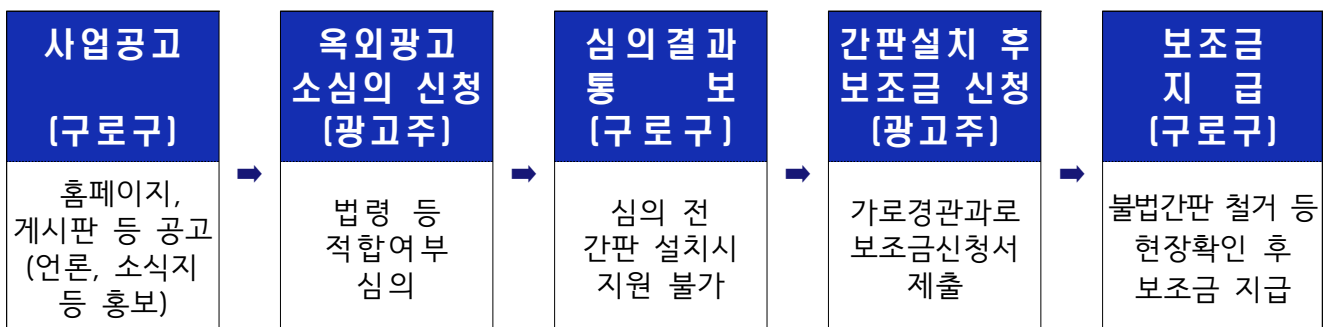 사업공고
(구로구)
홈페이지,
게시판 등 공고
(언론, 소식지
등 홍보)
➡
옥외광고
소심의 신청
(광고주)
법령 등
적합여부
심의
➡
심의결과
통 보
(구로구)
심의 전
간판 설치시
지원 불가
➡
간판설치 후
보조금 신청
(광고주)
가로경관과로
보조금신청서
제출
➡
보조금
지 급
(구로구)
불법간판 철거 등
현장확인 후
보조금 지급